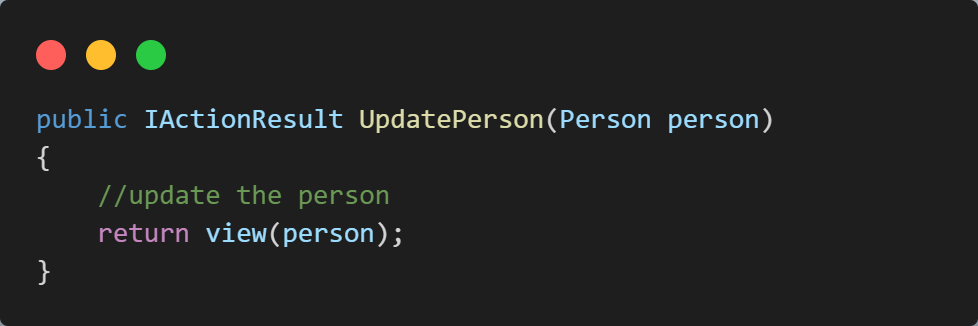 public IActionResult UpdatePerson(Person person)
{
    //update the person
    return view(person);
}